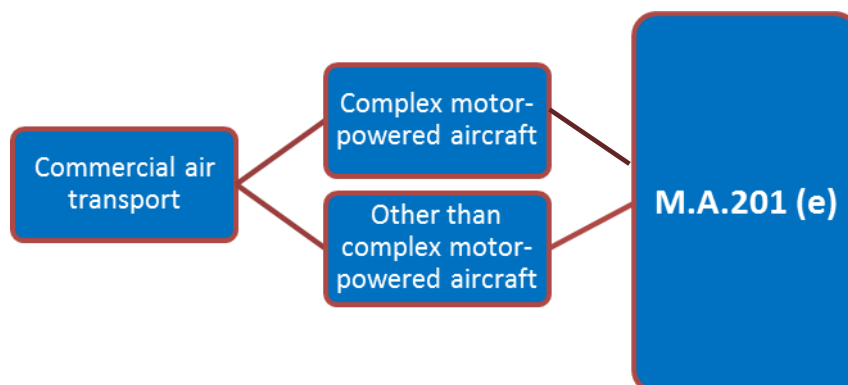 Commercial air
transport
Complex motor-
powered aircraft
Other than
complex motor-
powered aircraft
M.A.201 (e)